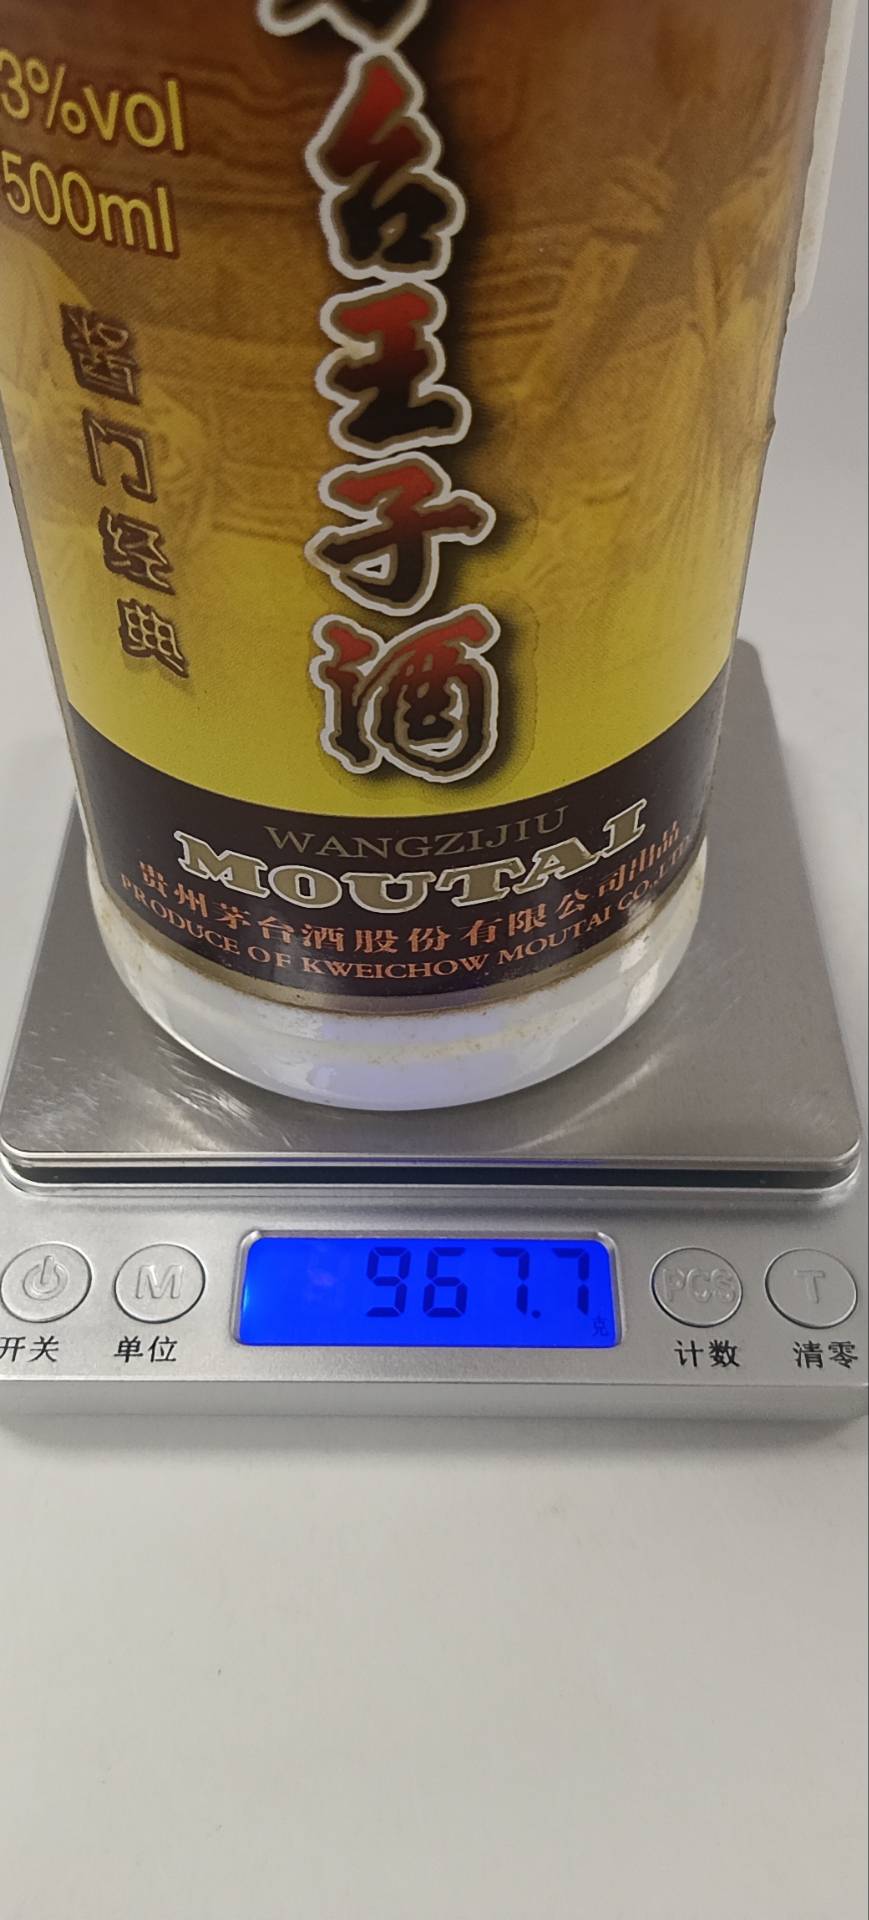 3%vol
500ml
台王子酒
酱门经典
WANGZIJIU
MOUTAI
贵州茅台酒股份有限公司出品
PRODUCE OF KWEICHOW MOUTAI CO.,LTD
967.7
克
M
PCS
T
开关
单位
计数
清零